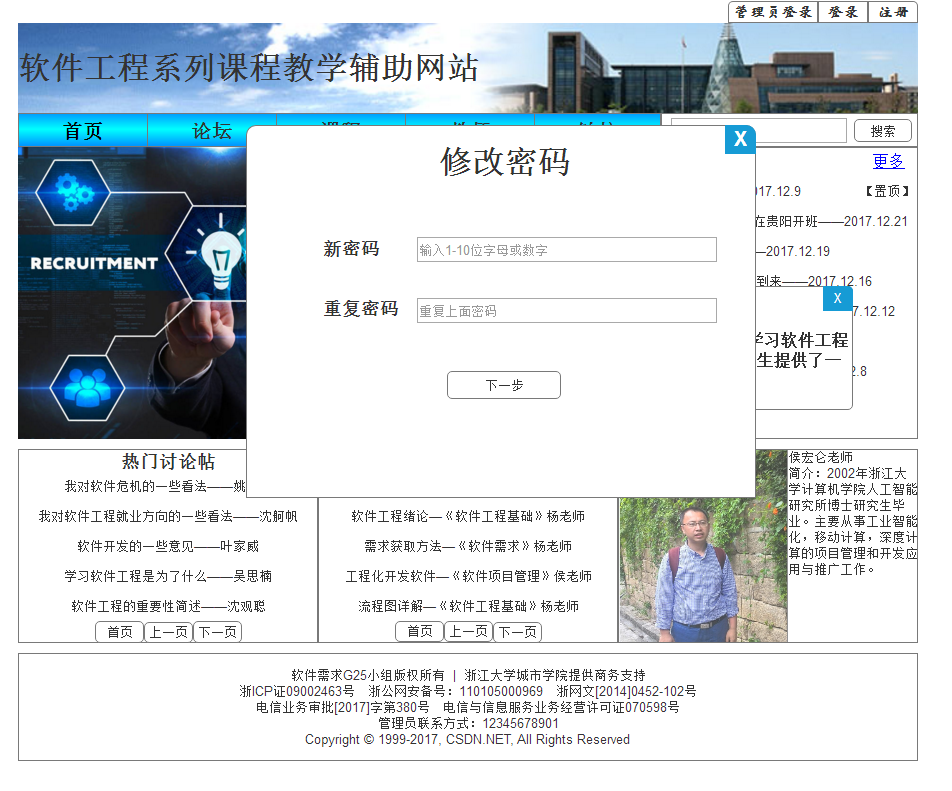 管理员登录 登录 注册
软件工程系列课程教学辅助网站
首页 论坛
搜索
X
修改密码
新密码 输入1-10位字母或数字
重复密码 重复上面密码
下一步
RECRUITMENT
更多
017.12.9 【置顶】
在贵阳开班——2017.12.21
—2017.12.19
到来——2017.12.16
7.12.12
X
学习软件工程
生提供了一
2.8
热门讨论帖
我对软件危机的一些看法——姚
我对软件工程就业方向的一些看法——沈舸帆
软件开发的一些意见——叶家威
学习软件工程是为了什么——吴思楠
软件工程的重要性简述——沈观聪
首页 上一页 下一页
软件工程绪论—《软件工程基础》杨老师
需求获取方法—《软件需求》杨老师
工程化开发软件—《软件项目管理》侯老师
流程图详解—《软件工程基础》杨老师
首页 上一页 下一页
侯宏仑老师
简介：2002年浙江大
学计算机学院人工智能
研究所博士研究生毕
业。主要从事工业智能
化，移动计算，深度计
算的项目管理和开发应
用与推广工作。
软件需求G25小组版权所有 | 浙江大学城市学院提供商务支持
浙ICP证09002463号 浙公网安备号：110105000969 浙网文[2014]0452-102号
电信业务审批[2017]字第380号 电信与信息服务业务经营许可证070598号
管理员联系方式：12345678901
Copyright © 1999-2017, CSDN.NET, All Rights Reserved